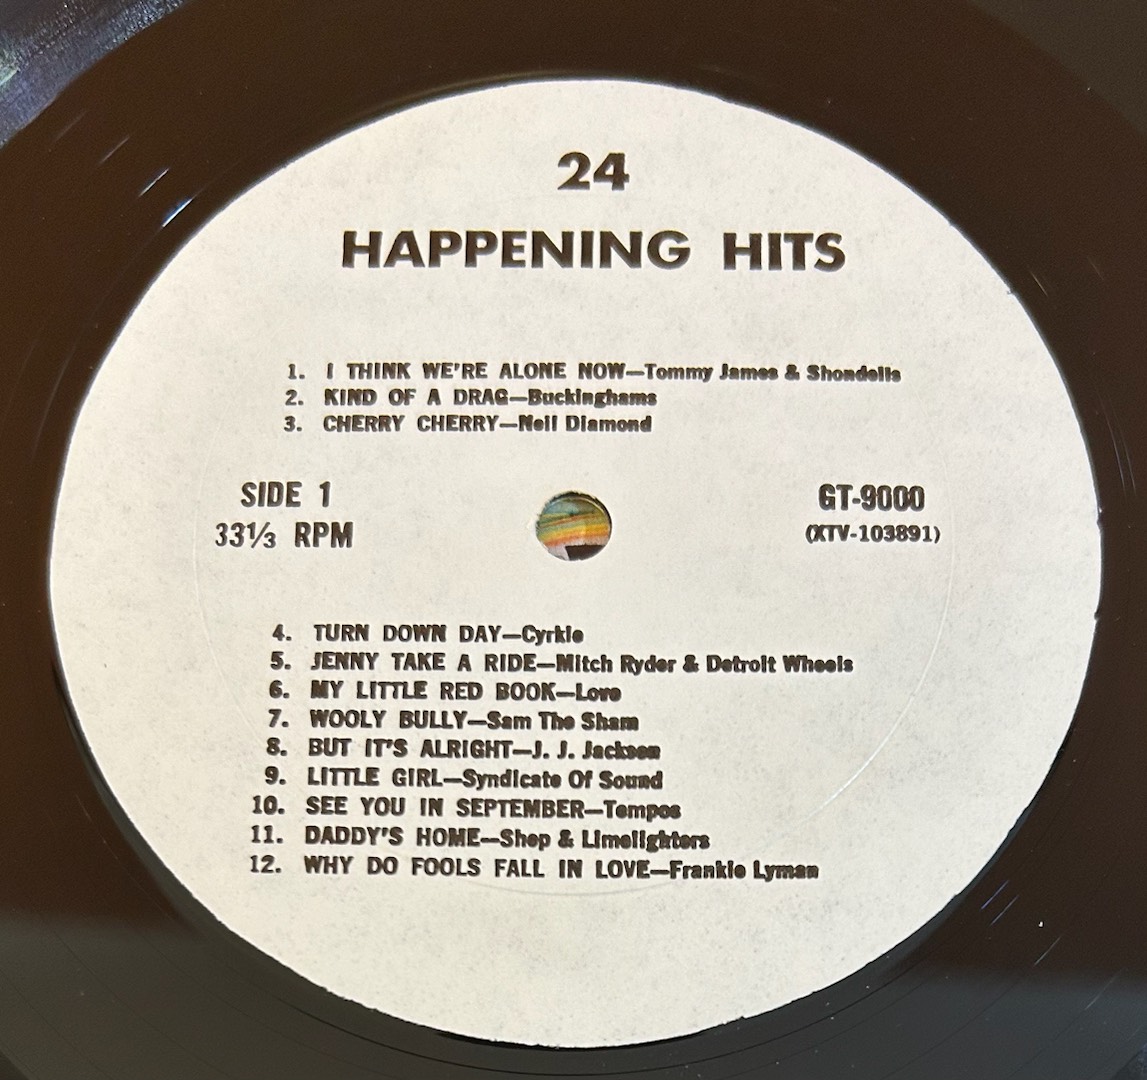 24
HAPPENING HITS
1. I THINK WE'RE ALONE NOW—Tommy James & Shondells
2. KIND OF A DRAG—Buckinghams
3. CHERRY CHERRY—Neil Diamond
SIDE 1
33⅓ RPM
GT-9000
(XTV-103891)
4. TURN DOWN DAY—Cyrkle
5. JENNY TAKE A RIDE—Mitch Ryder & Detroit Wheels
6. MY LITTLE RED BOOK—Love
7. WOOLY BULLY—Sam The Sham
8. BUT IT'S ALRIGHT—J. J. Jackson
9. LITTLE GIRL—Syndicate Of Sound
10. SEE YOU IN SEPTEMBER—Tempos
11. DADDY'S HOME—Shep & Limelighters
12. WHY DO FOOLS FALL IN LOVE—Frankie Lyman